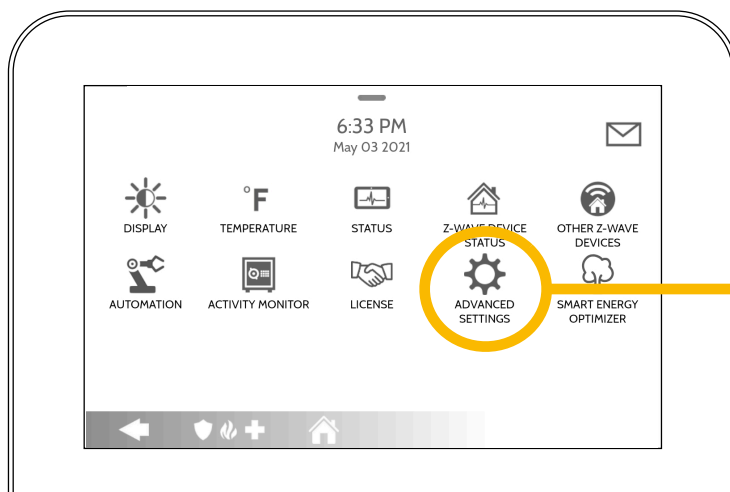 6:33 PM
May 03 2021
DISPLAY
°F
TEMPERATURE
STATUS
Z-WAVE DEVICE
STATUS
OTHER Z-WAVE
DEVICES
AUTOMATION
ACTIVITY MONITOR
LICENSE
ADVANCED
SETTINGS
SMART ENERGY
OPTIMIZER